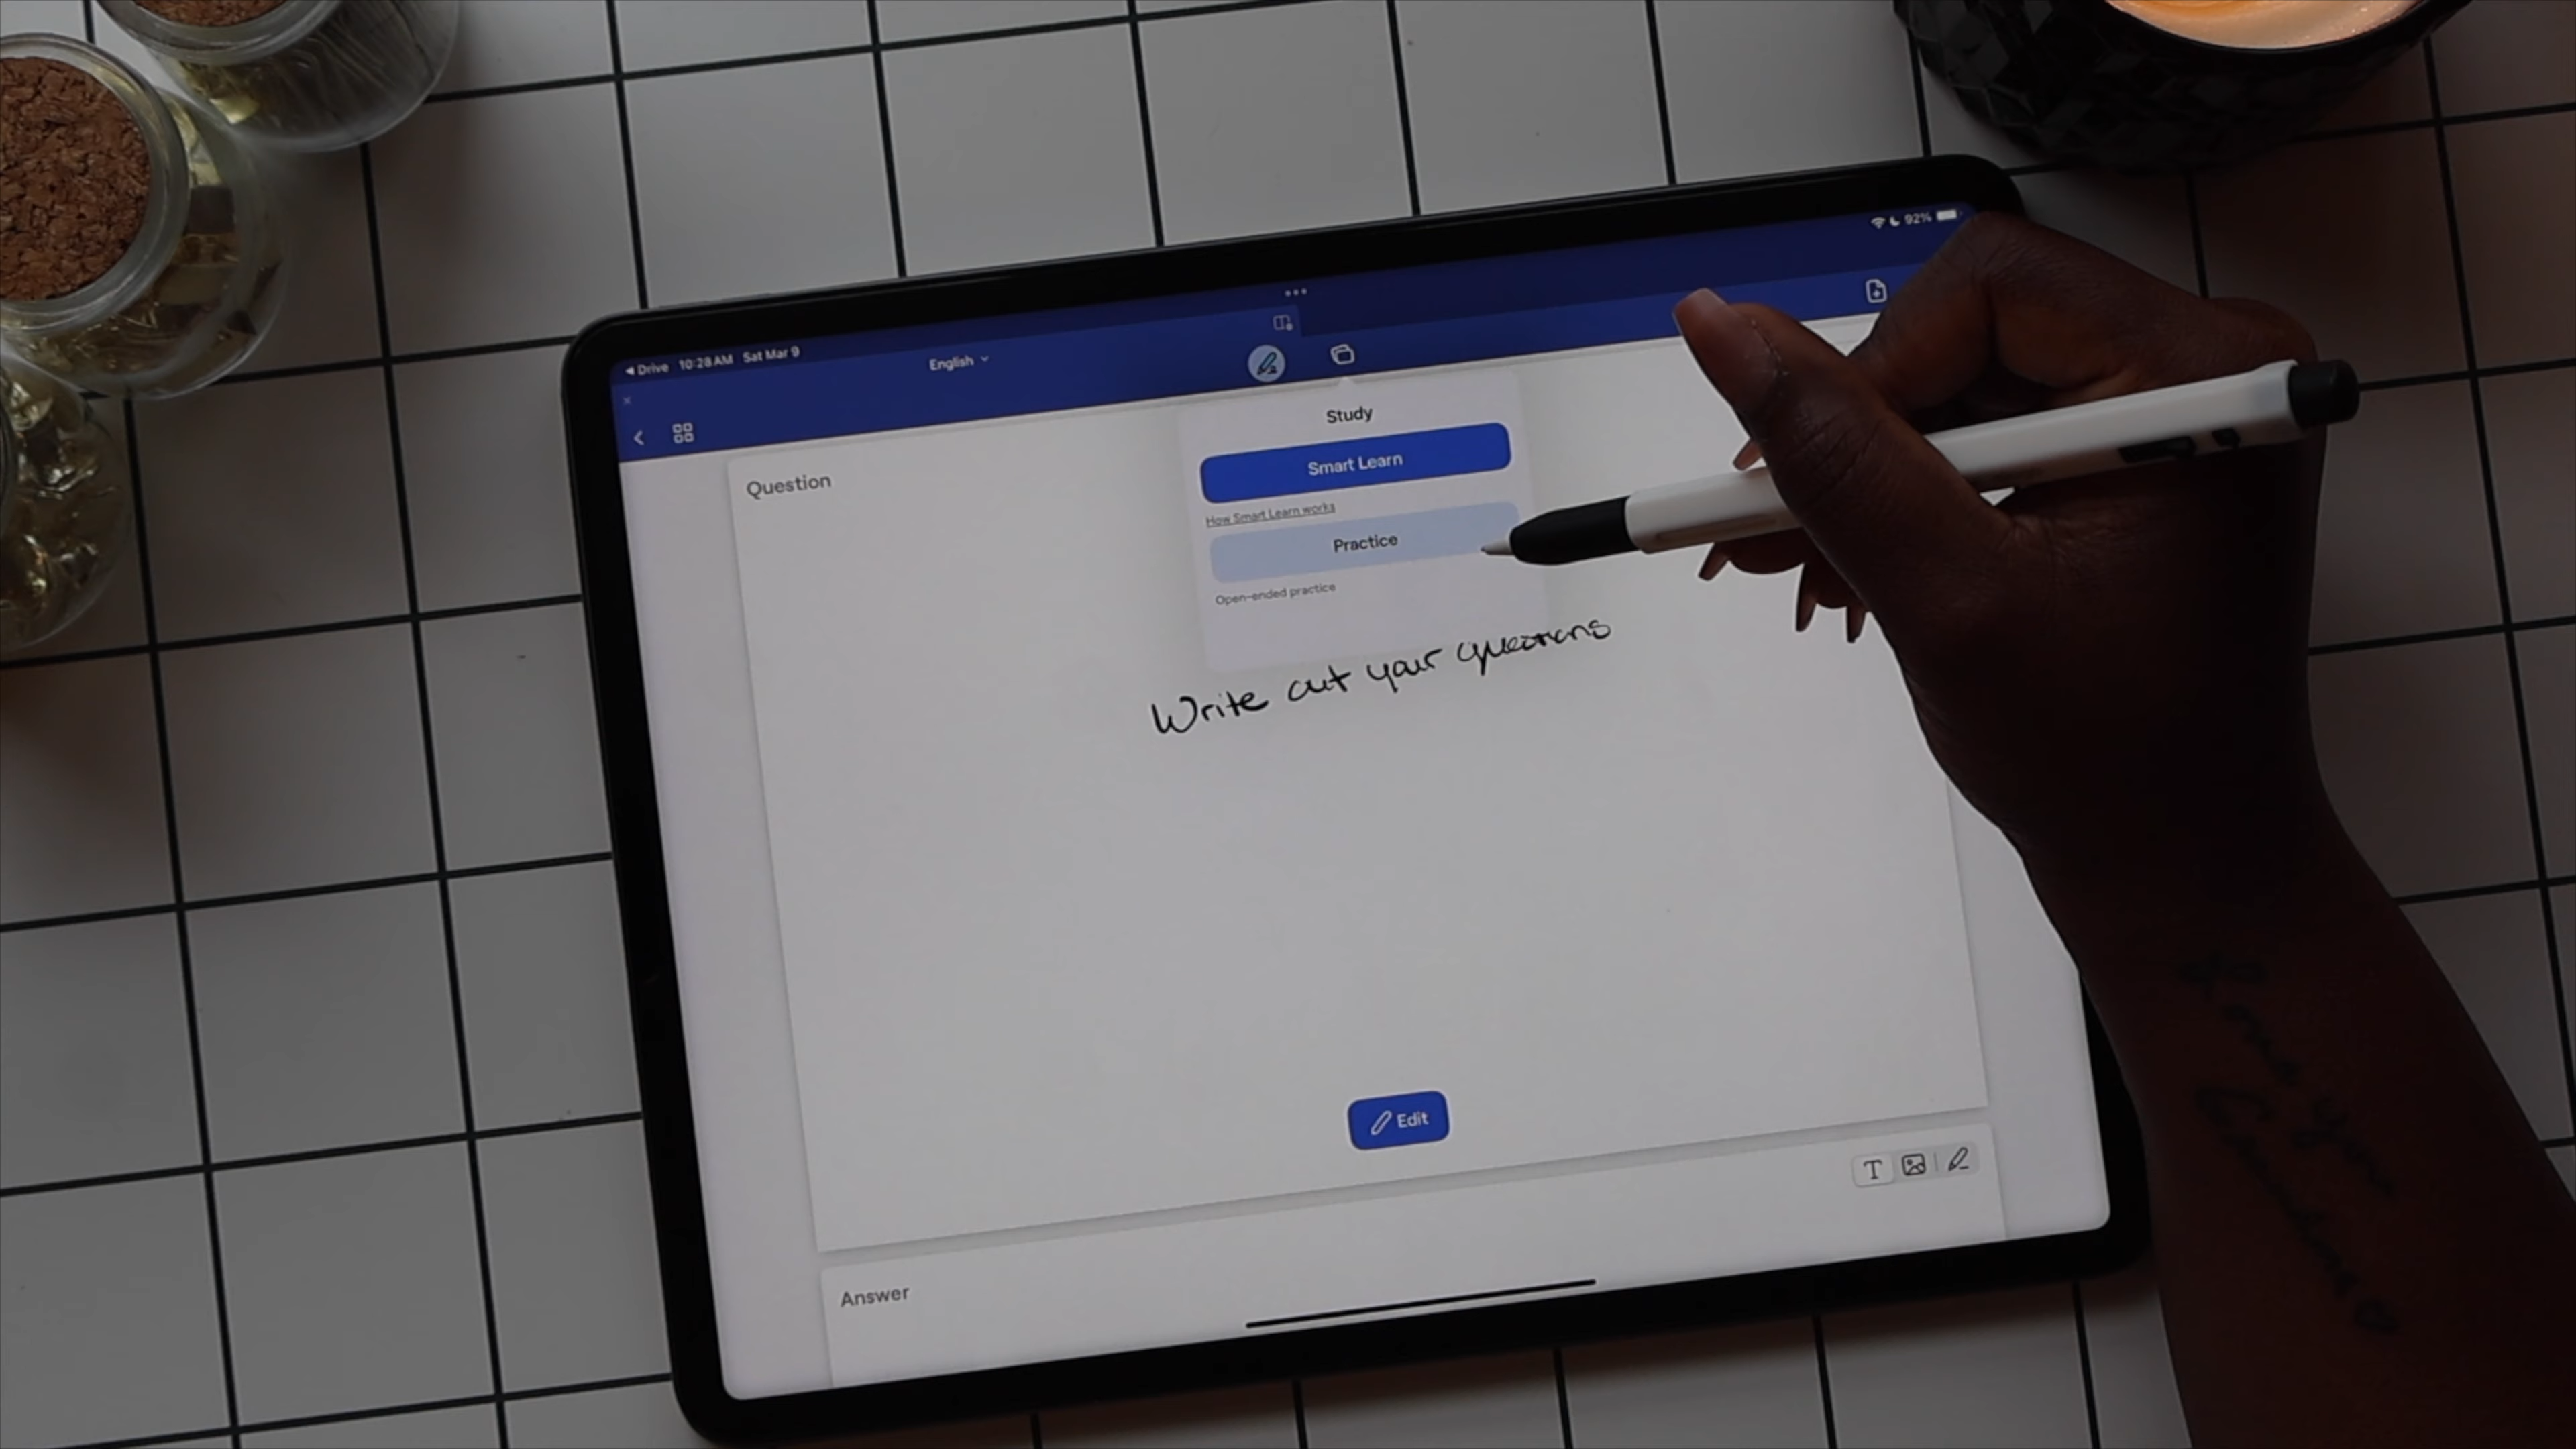 Drive 10:28 AM Sat Mar 9
92%
English
Study
Smart Learn
How Smart Learn works
Practice
Open-ended practice
Question
Write out your questions
Edit
T
Answer